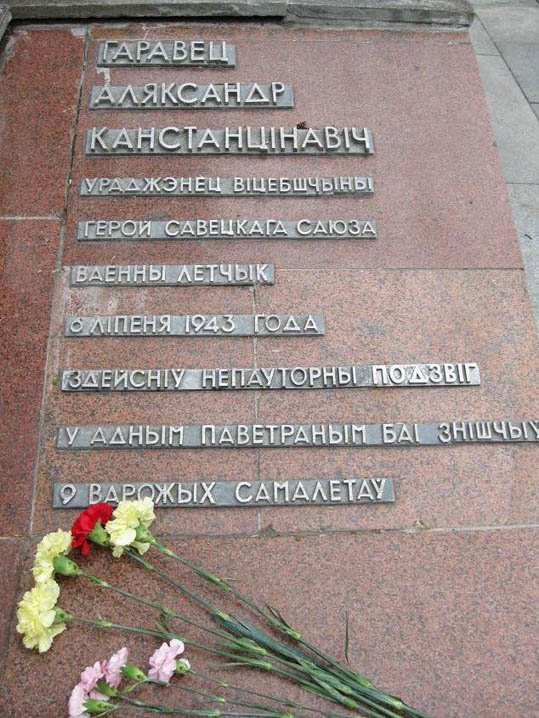 ГАРАВЕЦ
АЛЯКСАНДР
КАНСТАНЦІНАВІЧ
УРАДЖЭНЕЦ ВІЦЕБШЧЫНЫ
ГЕРОЙ САВЕЦКАГА САЮЗА
ВАЕННЫ ЛЕТЧЫК
6 ЛІПЕНЯ 1943 ГОДА
ЗДЕЙСНІЎ НЕПАЎТОРНЫ ПОДЗВІГ
У АДНЫМ ПАВЕТРАНЫМ БАІ ЗНІШЧЫЎ
9 ВАРОЖЫХ САМАЛЕТАЎ